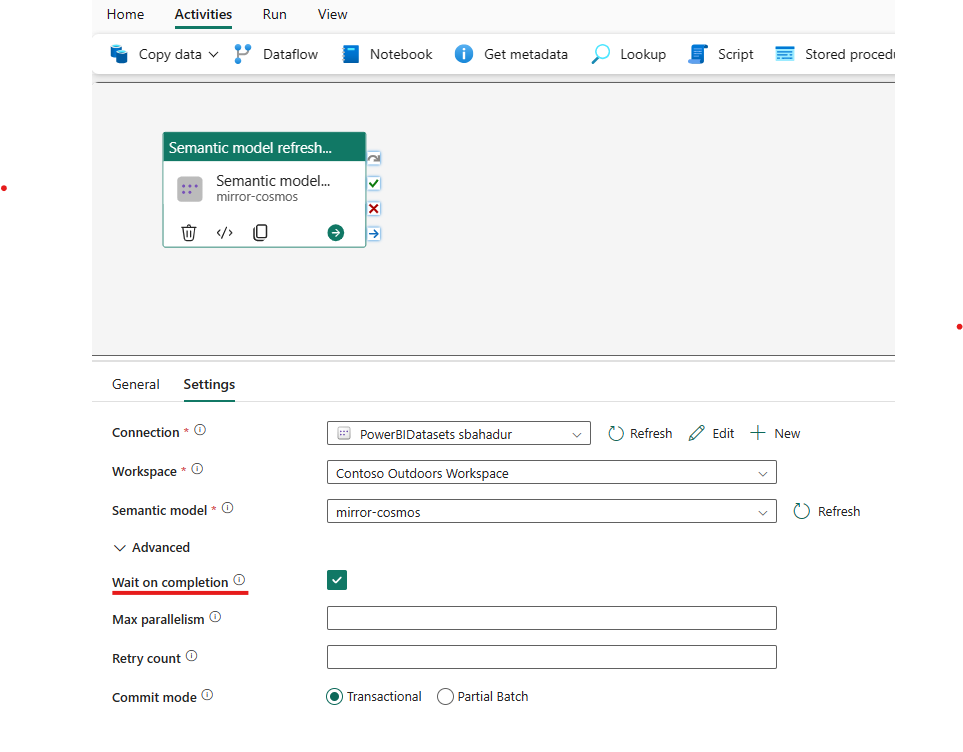 Home Activities Run View
Copy data Dataflow Notebook Get metadata Lookup Script Stored procedu
Semantic model refresh...
Semantic model...
mirror-cosmos
</>
General Settings
Connection * PowerBIDatasets sbahadur Refresh Edit New
Workspace * Contoso Outdoors Workspace
Semantic model * mirror-cosmos Refresh
Advanced
Wait on completion
Max parallelism
Retry count
Commit mode Transactional Partial Batch